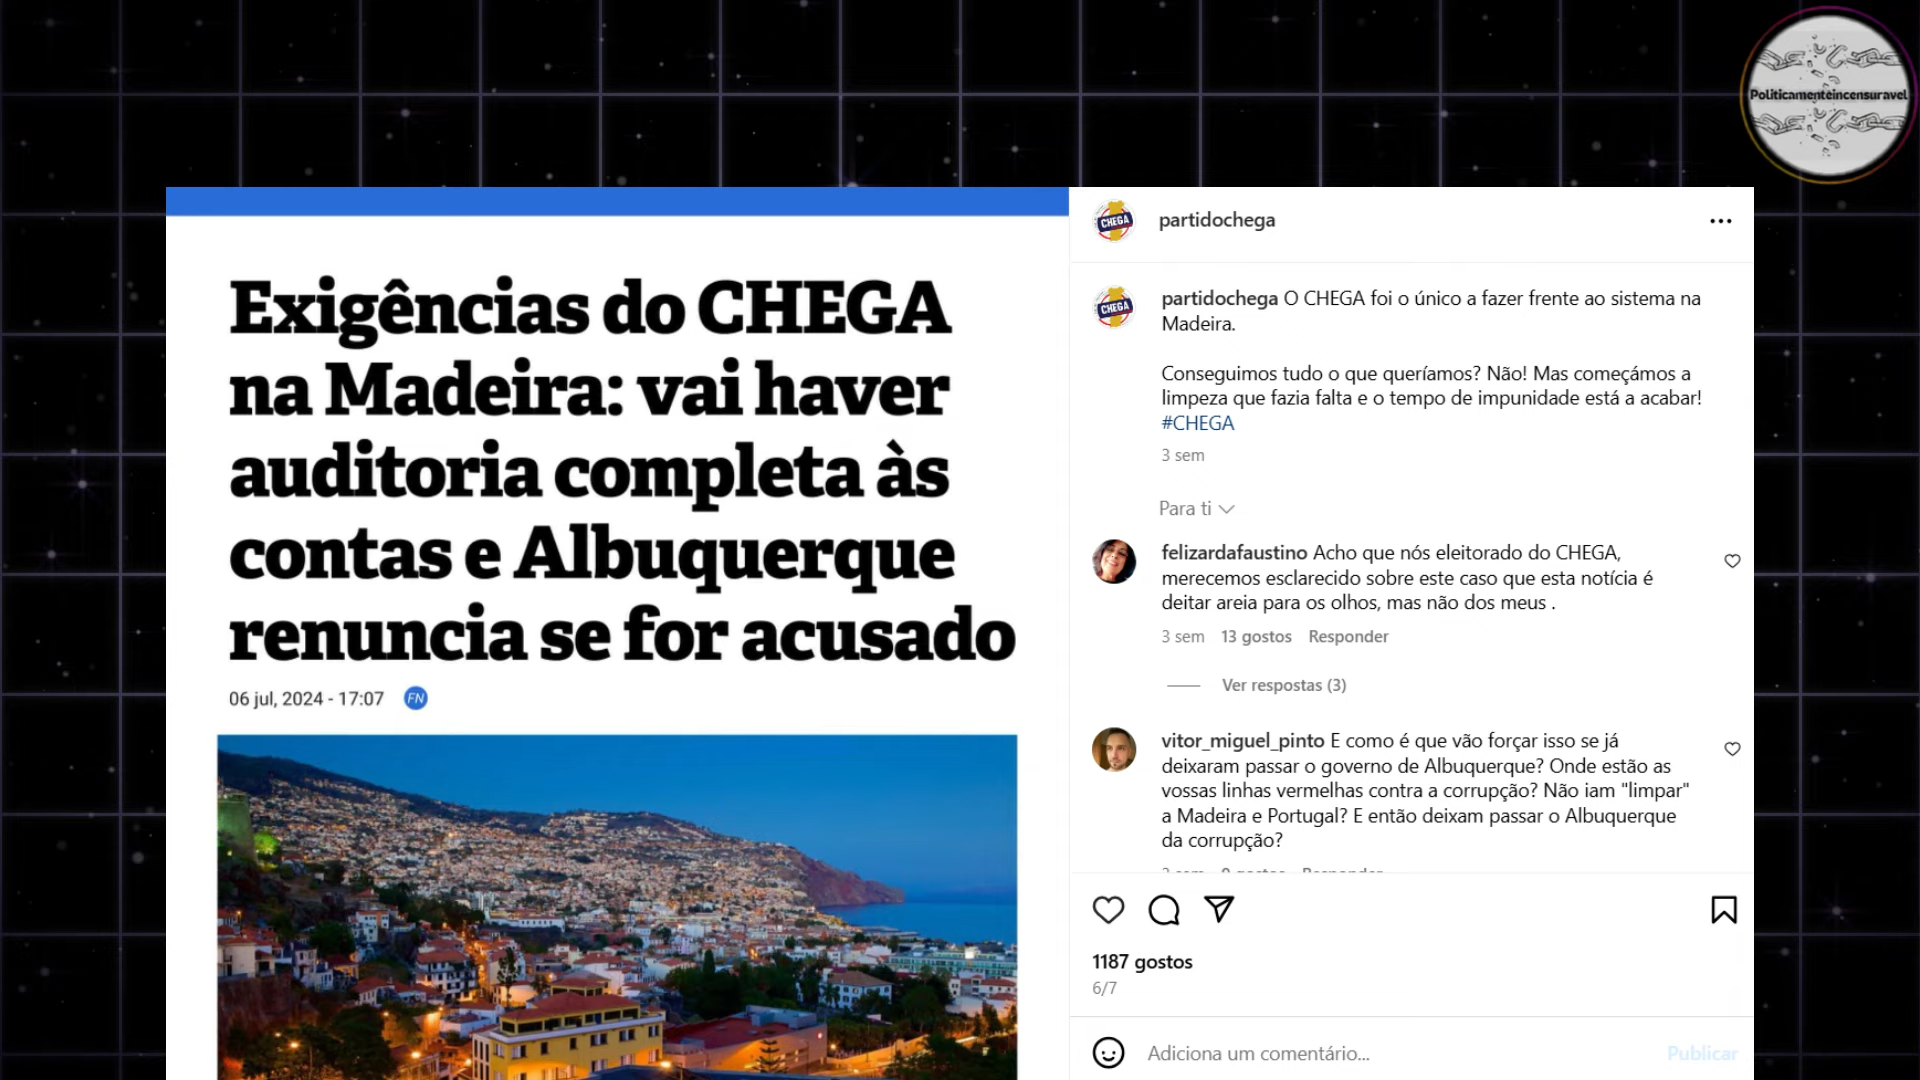 Politicamenteincensuravel
Exigências do CHEGA
na Madeira: vai haver
auditoria completa às
contas e Albuquerque
renuncia se for acusado
06 jul, 2024 - 17:07 FN
CHEGA
partidochega
CHEGA
partidochega O CHEGA foi o único a fazer frente ao sistema na
Madeira.
Conseguimos tudo o que queríamos? Não! Mas começámos a
limpeza que fazia falta e o tempo de impunidade está a acabar!
#CHEGA
3 sem
Para ti
felizardafaustino Acho que nós eleitorado do CHEGA,
merecemos esclarecido sobre este caso que esta notícia é
deitar areia para os olhos, mas não dos meus .
3 sem 13 gostos Responder
Ver respostas (3)
vitor_miguel_pinto E como é que vão forçar isso se já
deixaram passar o governo de Albuquerque? Onde estão as
vossas linhas vermelhas contra a corrupção? Não iam "limpar"
a Madeira e Portugal? E então deixam passar o Albuquerque
da corrupção?
1187 gostos
6/7
Adiciona um comentário...
Publicar